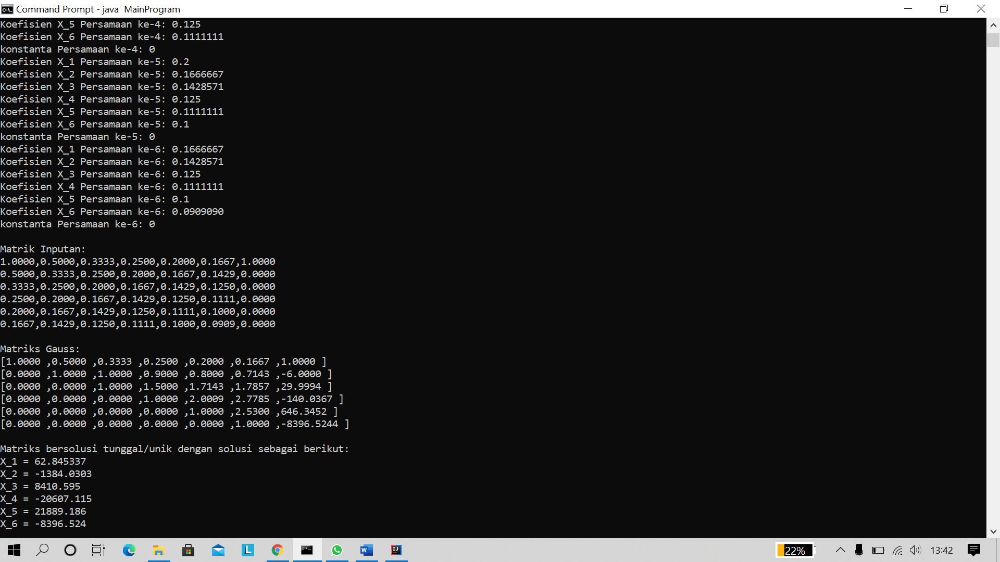 Command Prompt - java  MainProgram
Koefisien X_5 Persamaan ke-4: 0.125
Koefisien X_6 Persamaan ke-4: 0.1111111
konstanta Persamaan ke-4: 0
Koefisien X_1 Persamaan ke-5: 0.2
Koefisien X_2 Persamaan ke-5: 0.1666667
Koefisien X_3 Persamaan ke-5: 0.1428571
Koefisien X_4 Persamaan ke-5: 0.125
Koefisien X_5 Persamaan ke-5: 0.1111111
Koefisien X_6 Persamaan ke-5: 0.1
konstanta Persamaan ke-5: 0
Koefisien X_1 Persamaan ke-6: 0.1666667
Koefisien X_2 Persamaan ke-6: 0.1428571
Koefisien X_3 Persamaan ke-6: 0.125
Koefisien X_4 Persamaan ke-6: 0.1111111
Koefisien X_5 Persamaan ke-6: 0.1
Koefisien X_6 Persamaan ke-6: 0.0909090
konstanta Persamaan ke-6: 0
Matrik Inputan:
1.0000,0.5000,0.3333,0.2500,0.2000,0.1667,1.0000
0.5000,0.3333,0.2500,0.2000,0.1667,0.1429,0.0000
0.3333,0.2500,0.2000,0.1667,0.1429,0.1250,0.0000
0.2500,0.2000,0.1667,0.1429,0.1250,0.1111,0.0000
0.2000,0.1667,0.1429,0.1250,0.1111,0.1000,0.0000
0.1667,0.1429,0.1250,0.1111,0.1000,0.0909,0.0000
Matriks Gauss:
[1.0000 ,0.5000 ,0.3333 ,0.2500 ,0.2000 ,0.1667 ,1.0000 ]
[0.0000 ,1.0000 ,1.0000 ,0.9000 ,0.8000 ,0.7143 ,-6.0000 ]
[0.0000 ,0.0000 ,1.0000 ,1.5000 ,1.7143 ,1.7857 ,29.9994 ]
[0.0000 ,0.0000 ,0.0000 ,1.0000 ,2.0009 ,2.7785 ,-140.0367 ]
[0.0000 ,0.0000 ,0.0000 ,0.0000 ,1.0000 ,2.5300 ,646.3452 ]
[0.0000 ,0.0000 ,0.0000 ,0.0000 ,0.0000 ,1.0000 ,-8396.5244 ]
Matriks bersolusi tunggal/unik dengan solusi sebagai berikut:
X_1 = 62.845337
X_2 = -1384.0303
X_3 = 8410.595
X_4 = -20607.115
X_5 = 21889.186
X_6 = -8396.524
22%
13:42